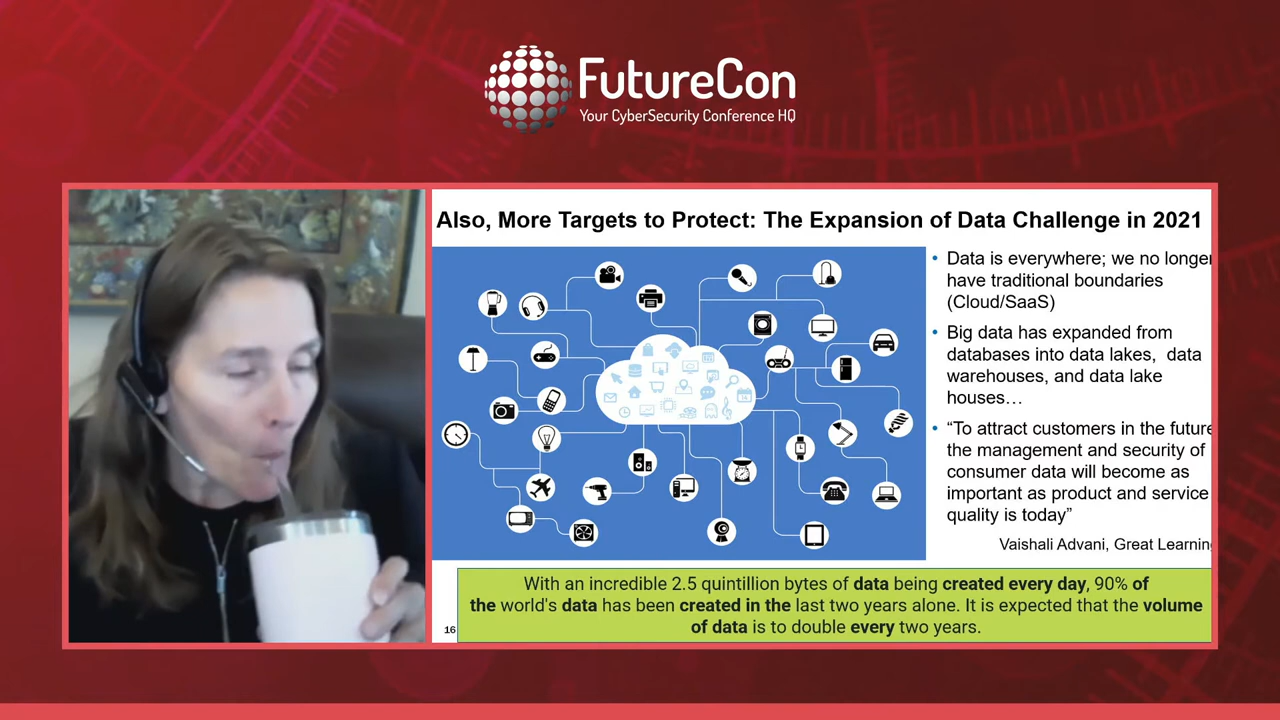 FutureCon
Your CyberSecurity Conference HQ
Also, More Targets to Protect: The Expansion of Data Challenge in 2021
• Data is everywhere; we no longer
have traditional boundaries
(Cloud/SaaS)
• Big data has expanded from
databases into data lakes, data
warehouses, and data lake
houses…
• “To attract customers in the future
the management and security of
consumer data will become as
important as product and service
quality is today”
Vaishali Advani, Great Learning
With an incredible 2.5 quintillion bytes of data being created every day, 90% of
the world's data has been created in the last two years alone. It is expected that the volume
of data is to double every two years.
16